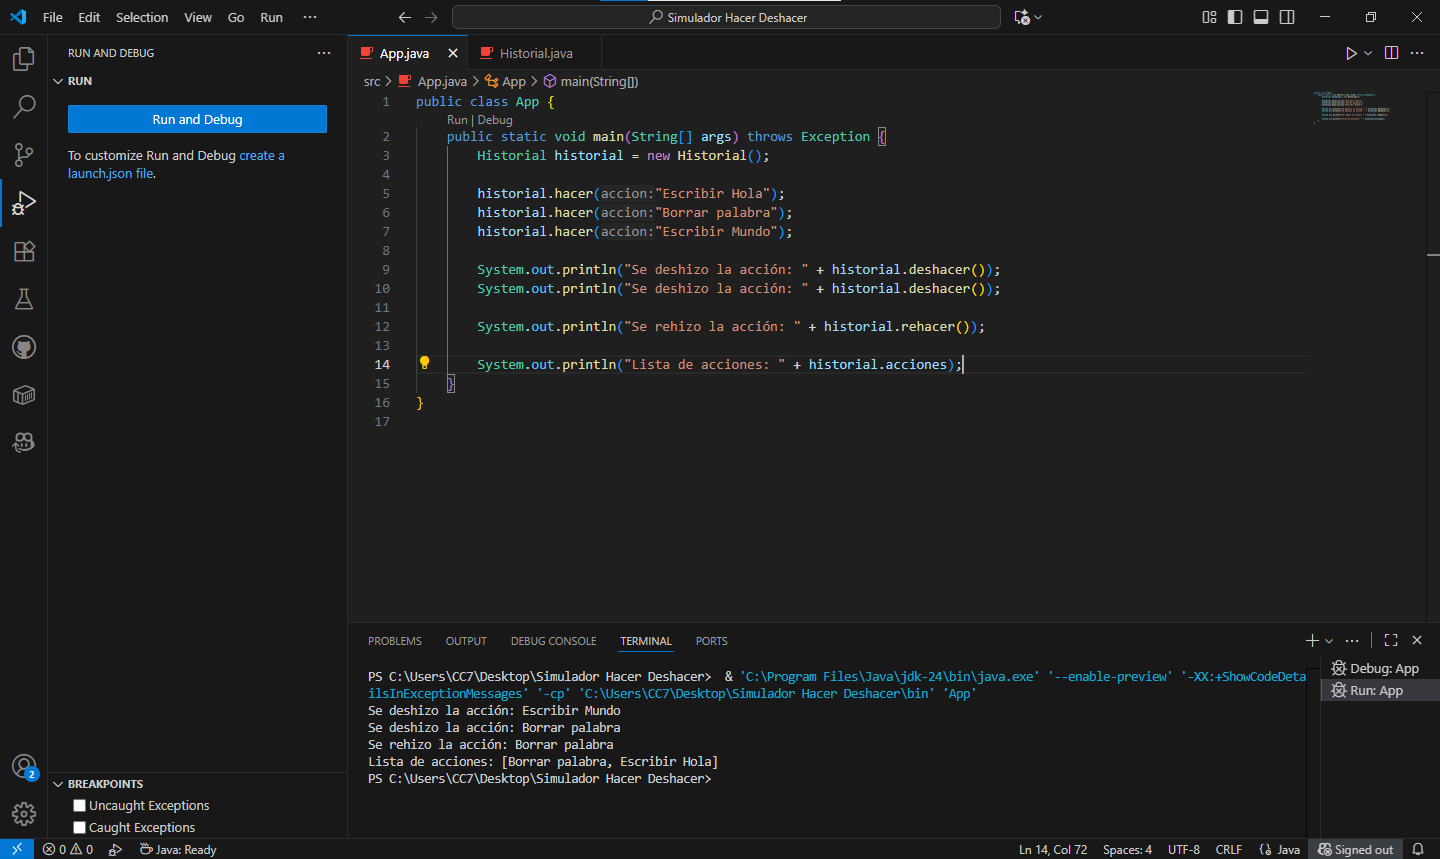 File Edit Selection View Go Run ··· Simulador Hacer Deshacer
RUN AND DEBUG ···
RUN
Run and Debug
To customize Run and Debug create a
launch.json file.
App.java Historial.java
src > App.java > App > main(String[])
1 public class App {
Run | Debug
2 public static void main(String[] args) throws Exception {
3 Historial historial = new Historial();
4
5 historial.hacer(accion:"Escribir Hola");
6 historial.hacer(accion:"Borrar palabra");
7 historial.hacer(accion:"Escribir Mundo");
8
9 System.out.println("Se deshizo la acción: " + historial.deshacer());
10 System.out.println("Se deshizo la acción: " + historial.deshacer());
11
12 System.out.println("Se rehizo la acción: " + historial.rehacer());
13
14 System.out.println("Lista de acciones: " + historial.acciones);
15 }
16 }
17
PROBLEMS OUTPUT DEBUG CONSOLE TERMINAL PORTS
PS C:\Users\CC7\Desktop\Simulador Hacer Deshacer> & 'C:\Program Files\Java\jdk-24\bin\java.exe' '--enable-preview' '-XX:+ShowCodeDeta
ilsInExceptionMessages' '-cp' 'C:\Users\CC7\Desktop\Simulador Hacer Deshacer\bin' 'App'
Se deshizo la acción: Escribir Mundo
Se deshizo la acción: Borrar palabra
Se rehizo la acción: Borrar palabra
Lista de acciones: [Borrar palabra, Escribir Hola]
PS C:\Users\CC7\Desktop\Simulador Hacer Deshacer>
Debug: App
Run: App
2
BREAKPOINTS
Uncaught Exceptions
Caught Exceptions
0 0 Java: Ready Ln 14, Col 72 Spaces: 4 UTF-8 CRLF {} Java Signed out